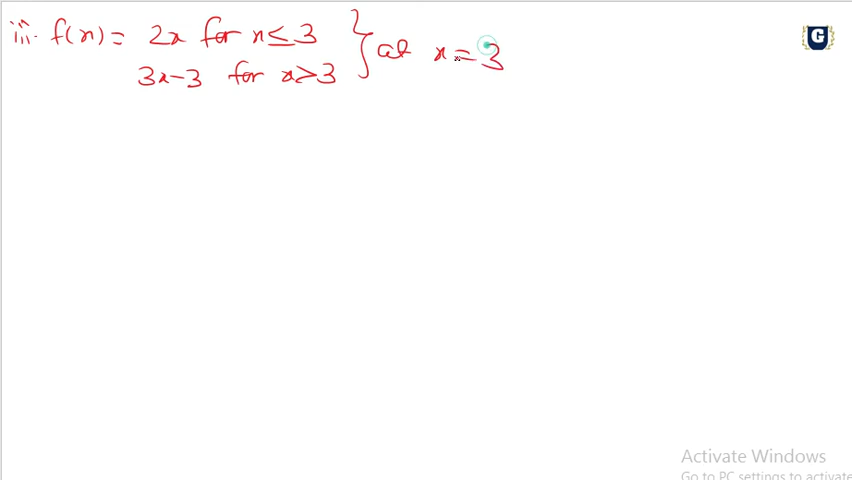 iii. f(x) = 2x for x ≤ 3 } at x = 3
3x-3 for x>3
G
Activate Windows
Go to PC settings to activate